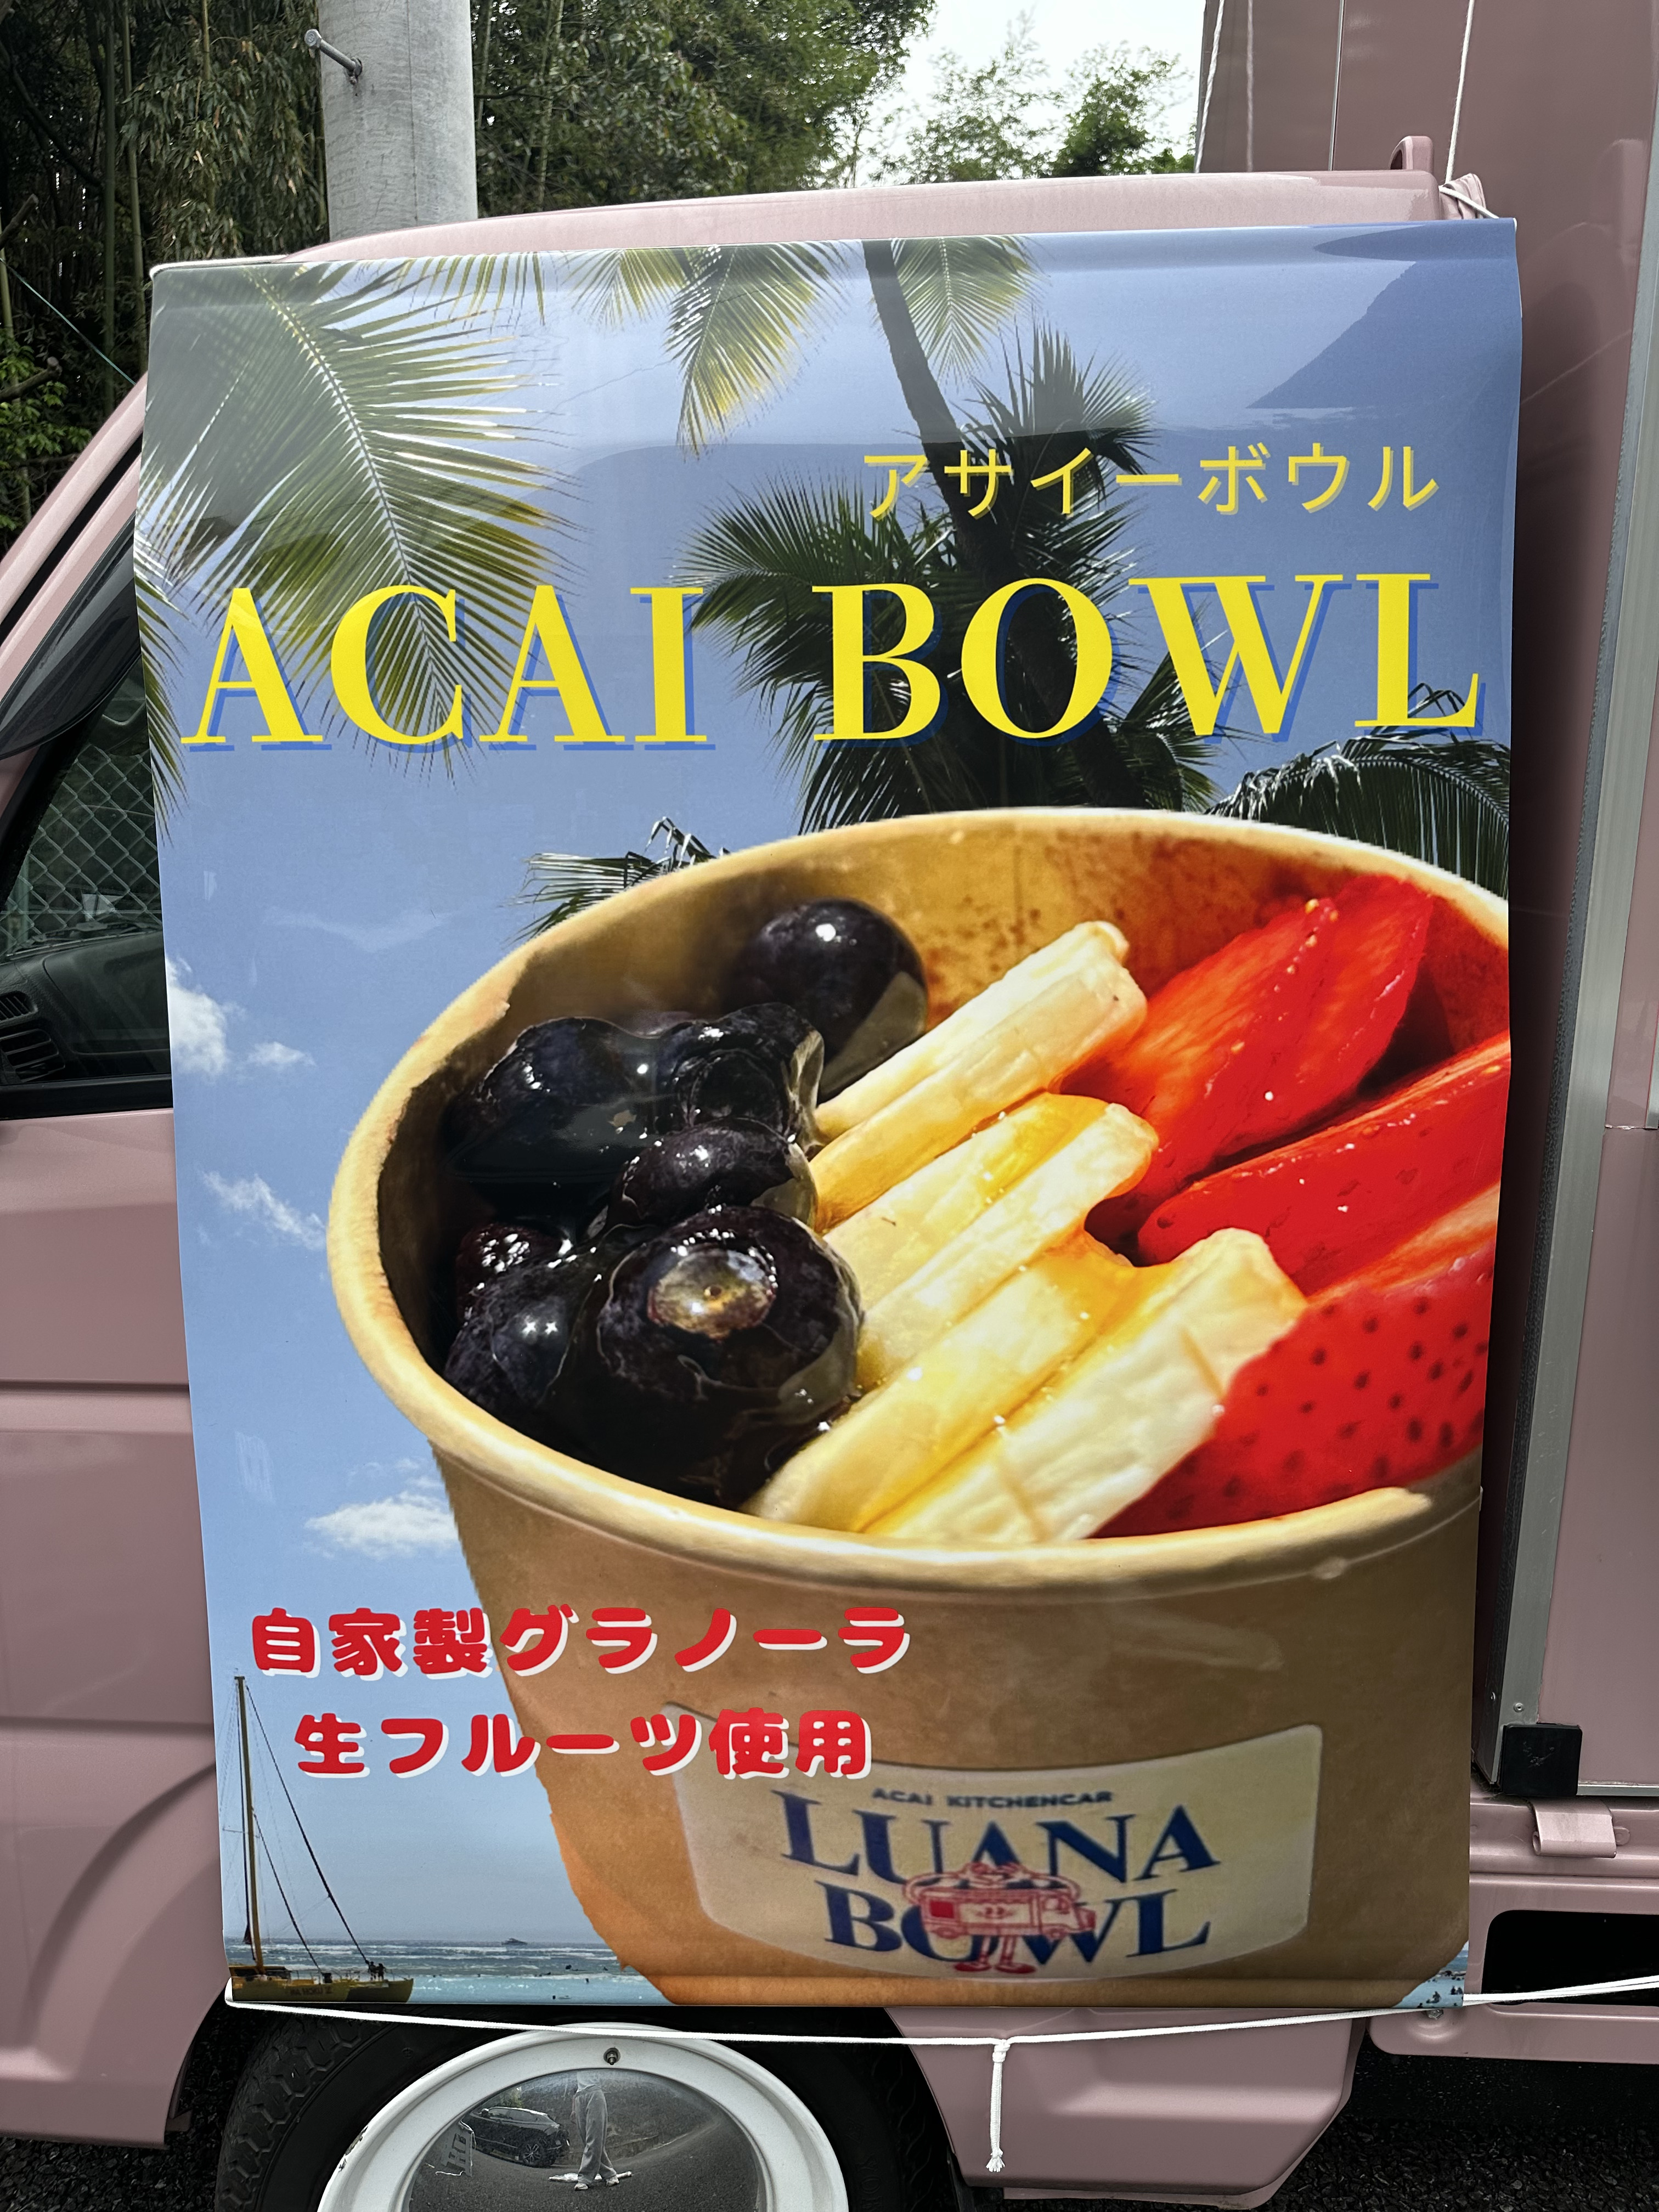 アサイーボウル
ACAI BOWL
自家製グラノーラ
生フルーツ使用
ACAI KITCHENCAR
LUANA
BOWL